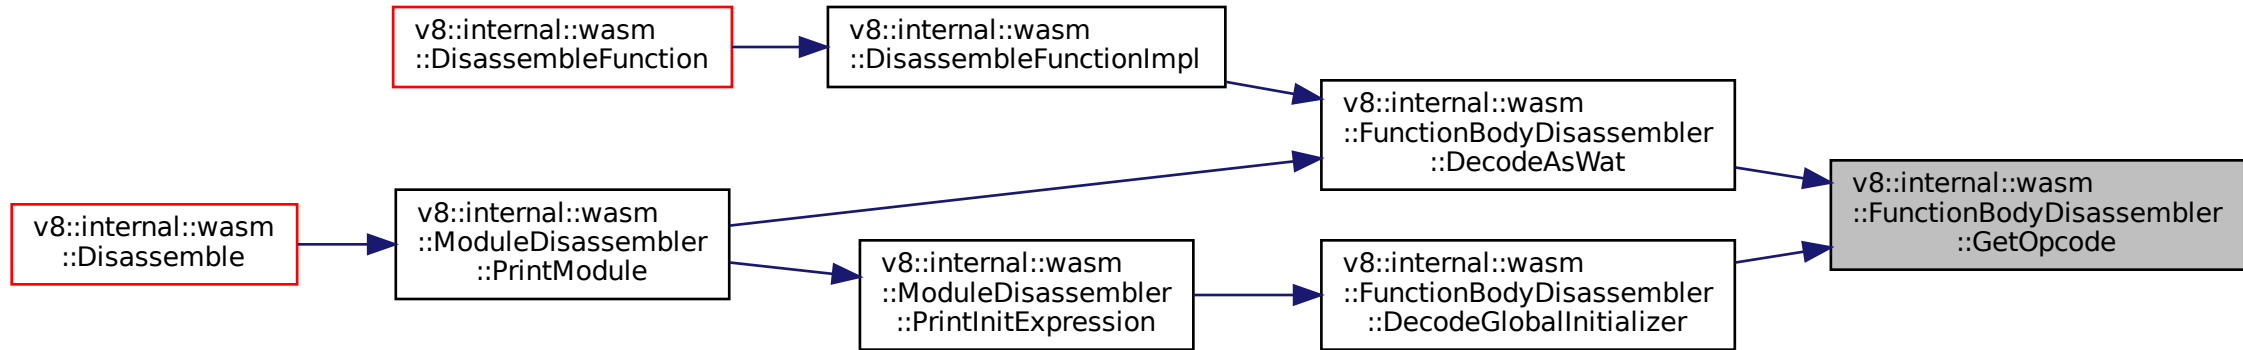 v8::internal::wasm
::DisassembleFunction
v8::internal::wasm
::DisassembleFunctionImpl
v8::internal::wasm
::FunctionBodyDisassembler
::DecodeAsWat
v8::internal::wasm
::FunctionBodyDisassembler
::GetOpcode
v8::internal::wasm
::Disassemble
v8::internal::wasm
::ModuleDisassembler
::PrintModule
v8::internal::wasm
::ModuleDisassembler
::PrintInitExpression
v8::internal::wasm
::FunctionBodyDisassembler
::DecodeGlobalInitializer